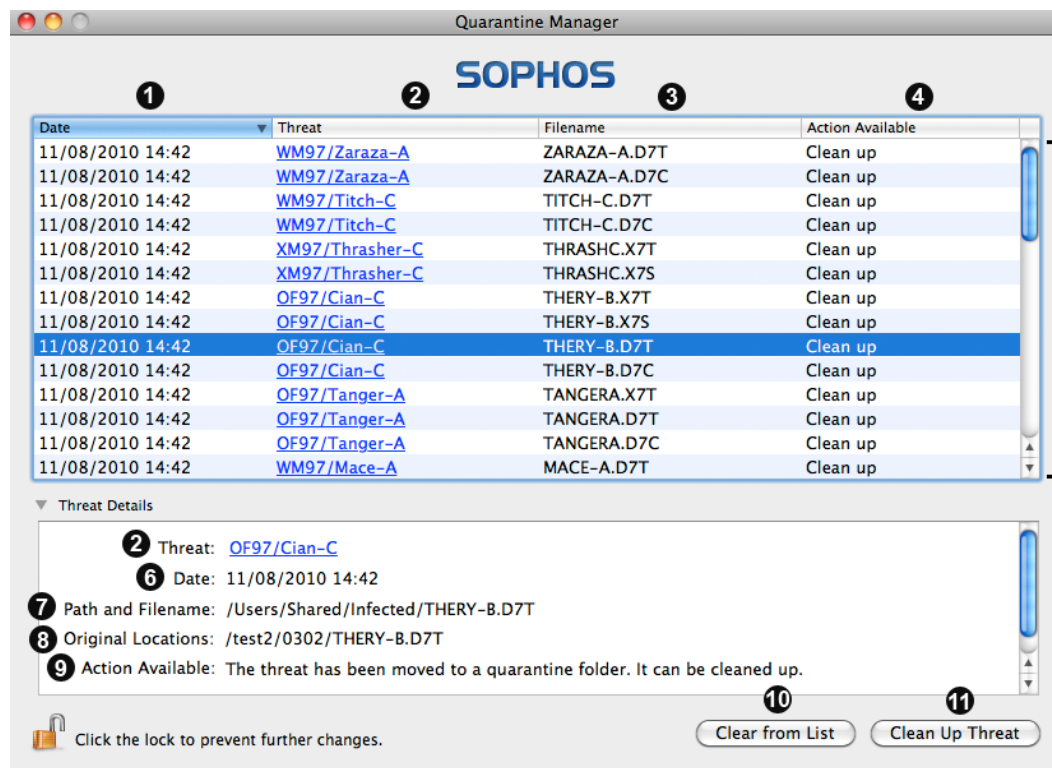 Quarantine Manager
SOPHOS
1 2 3 4
Date Threat Filename Action Available
11/08/2010 14:42 WM97/Zaraza-A ZARAZA-A.D7T Clean up
11/08/2010 14:42 WM97/Zaraza-A ZARAZA-A.D7C Clean up
11/08/2010 14:42 WM97/Titch-C TITCH-C.D7T Clean up
11/08/2010 14:42 WM97/Titch-C TITCH-C.D7C Clean up
11/08/2010 14:42 XM97/Thrasher-C THRASHC.X7T Clean up
11/08/2010 14:42 XM97/Thrasher-C THRASHC.X7S Clean up
11/08/2010 14:42 OF97/Cian-C THERY-B.X7T Clean up
11/08/2010 14:42 OF97/Cian-C THERY-B.X7S Clean up
11/08/2010 14:42 OF97/Cian-C THERY-B.D7T Clean up
11/08/2010 14:42 OF97/Cian-C THERY-B.D7C Clean up
11/08/2010 14:42 OF97/Tanger-A TANGERA.X7T Clean up
11/08/2010 14:42 OF97/Tanger-A TANGERA.D7T Clean up
11/08/2010 14:42 OF97/Tanger-A TANGERA.D7C Clean up
11/08/2010 14:42 WM97/Mace-A MACE-A.D7T Clean up
Threat Details
2 Threat: OF97/Cian-C
6 Date: 11/08/2010 14:42
7 Path and Filename: /Users/Shared/Infected/THERY-B.D7T
8 Original Locations: /test2/0302/THERY-B.D7T
9 Action Available: The threat has been moved to a quarantine folder. It can be cleaned up.
10 11
Click the lock to prevent further changes. Clear from List Clean Up Threat